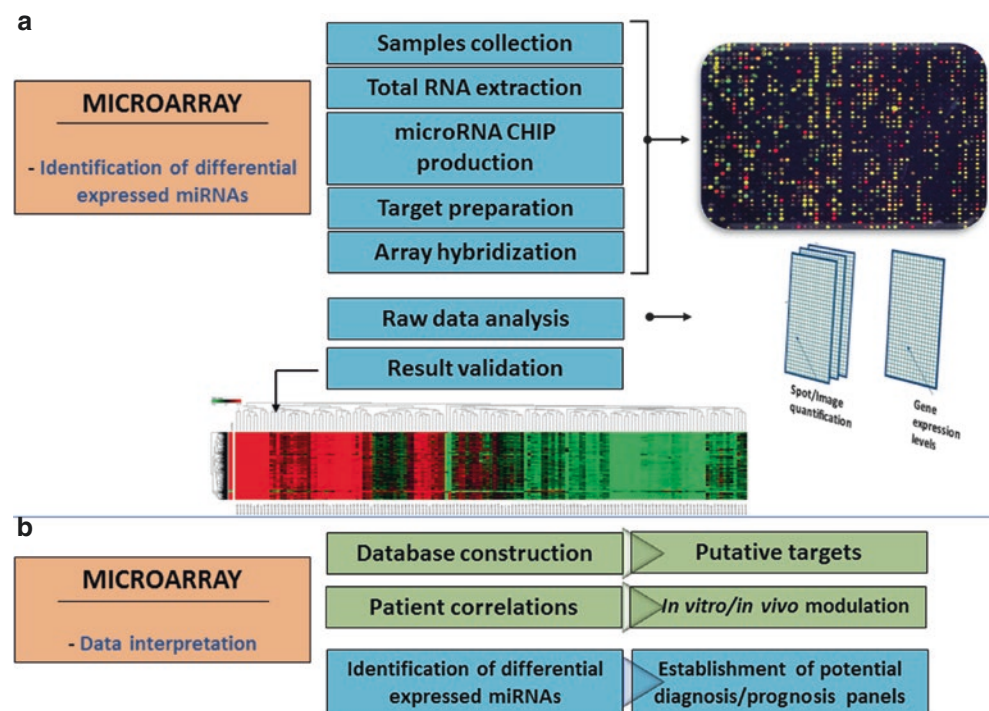 a
MICROARRAY
- Identification of differential
expressed miRNAs
Samples collection
Total RNA extraction
microRNA CHIP
production
Target preparation
Array hybridization
Raw data analysis
Result validation
Spot/Image
quantification
Gene
expression
levels
b
MICROARRAY
- Data interpretation
Database construction
Putative targets
Patient correlations
In vitro/in vivo modulation
Identification of differential
expressed miRNAs
Establishment of potential
diagnosis/prognosis panels